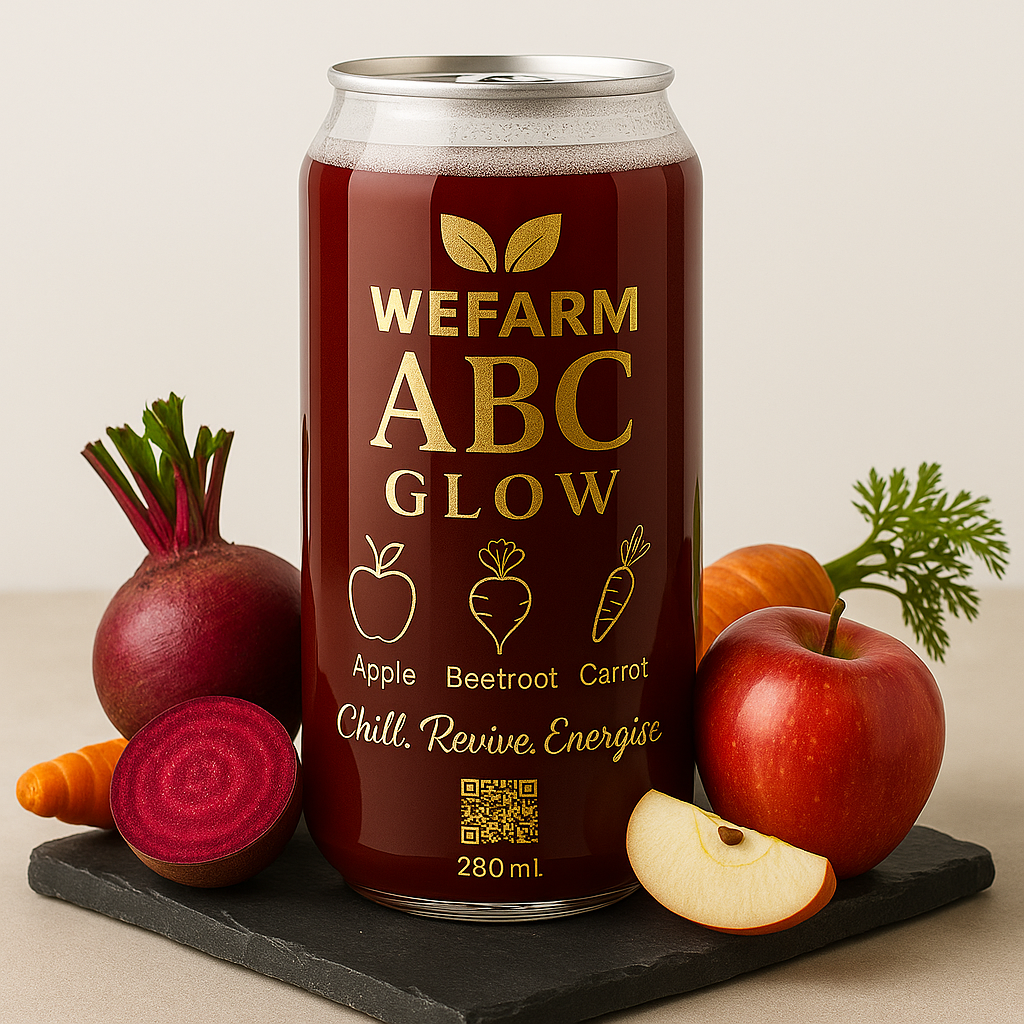 WEFARM
ABC
GLOW
Apple Beetroot Carrot
Chill. Revive. Energise
280 ml.